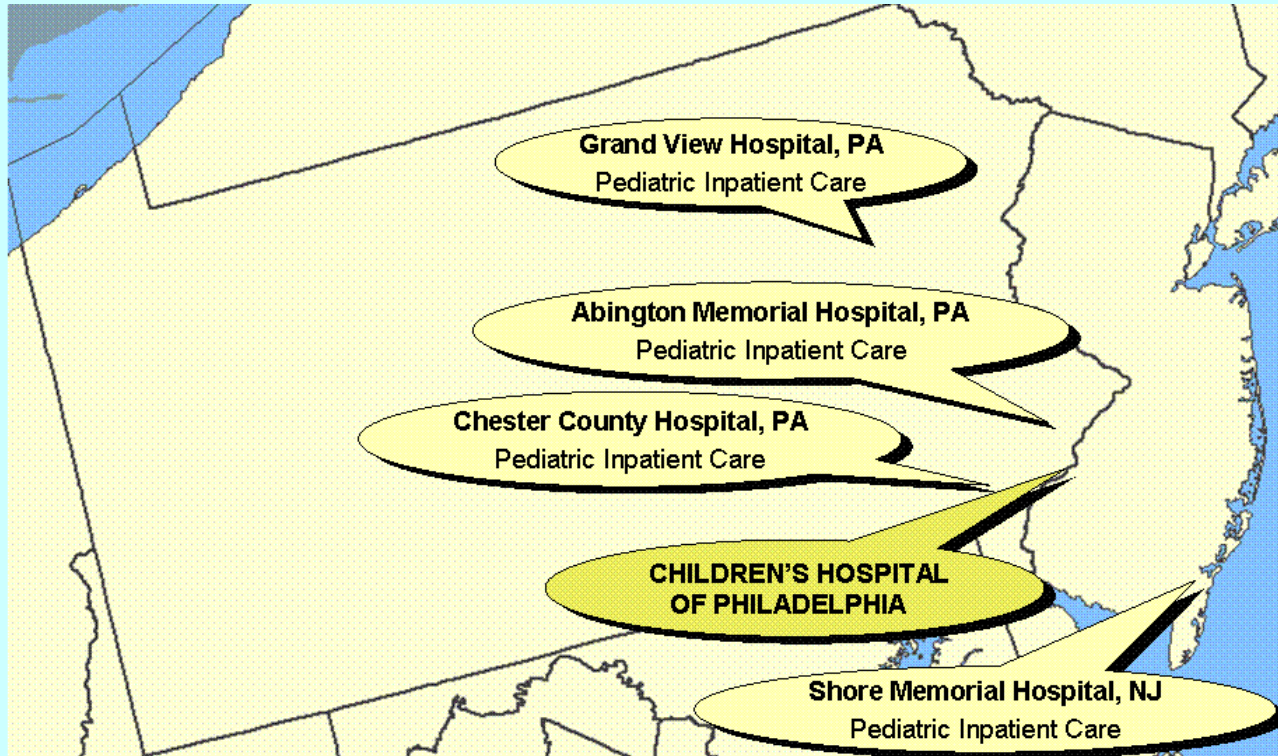 Grand View Hospital, PA
Pediatric Inpatient Care
Abington Memorial Hospital, PA
Pediatric Inpatient Care
Chester County Hospital, PA
Pediatric Inpatient Care
CHILDREN’S HOSPITAL
OF PHILADELPHIA
Shore Memorial Hospital, NJ
Pediatric Inpatient Care